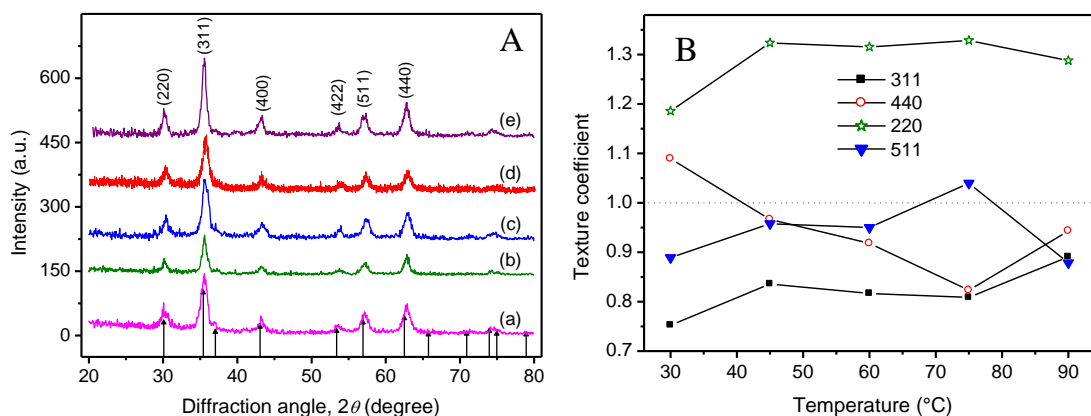 A
(220)
(311)
(400)
(422)
(511)
(440)
(e)
(d)
(c)
(b)
(a)
600
450
300
150
0
Intensity (a.u.)
20 30 40 50 60 70 80
Diffraction angle, 2θ (degree)
B
311
440
220
511
1.3
1.2
1.1
1.0
0.9
0.8
0.7
Texture coefficient
30 40 50 60 70 80 90
Temperature (°C)